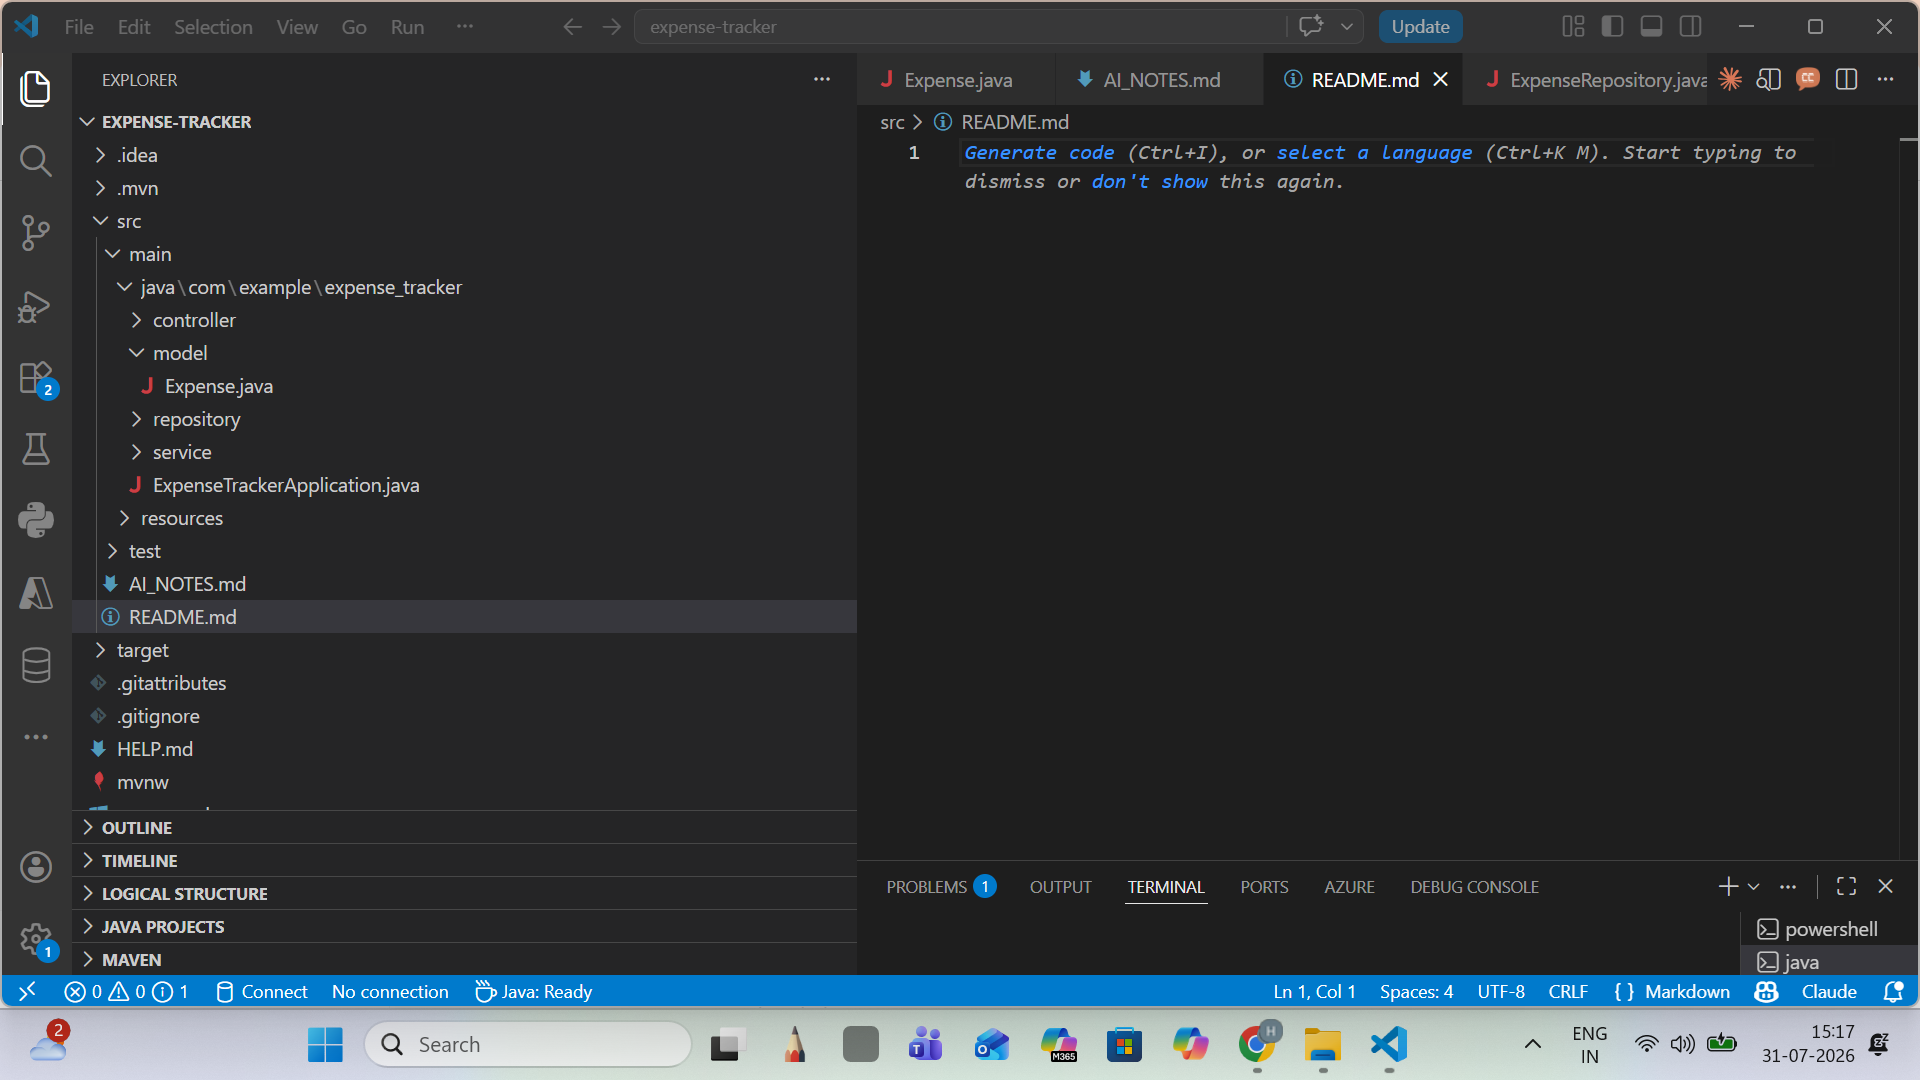 File Edit Selection View Go Run ···
expense-tracker
Update
EXPLORER
EXPENSE-TRACKER
.idea
.mvn
src
main
java\com\example\expense_tracker
controller
model
Expense.java
repository
service
ExpenseTrackerApplication.java
resources
test
AI_NOTES.md
README.md
target
.gitattributes
.gitignore
HELP.md
mvnw
OUTLINE
TIMELINE
LOGICAL STRUCTURE
JAVA PROJECTS
MAVEN
2
1
Expense.java AI_NOTES.md README.md ExpenseRepository.java
CC
src > README.md
1 Generate code (Ctrl+I), or select a language (Ctrl+K M). Start typing to
dismiss or don't show this again.
PROBLEMS 1 OUTPUT TERMINAL PORTS AZURE DEBUG CONSOLE
powershell
java
0 0 1 Connect No connection Java: Ready Ln 1, Col 1 Spaces: 4 UTF-8 CRLF {} Markdown Claude
2
Search
M365
H
ENG
IN
15:17
31-07-2026